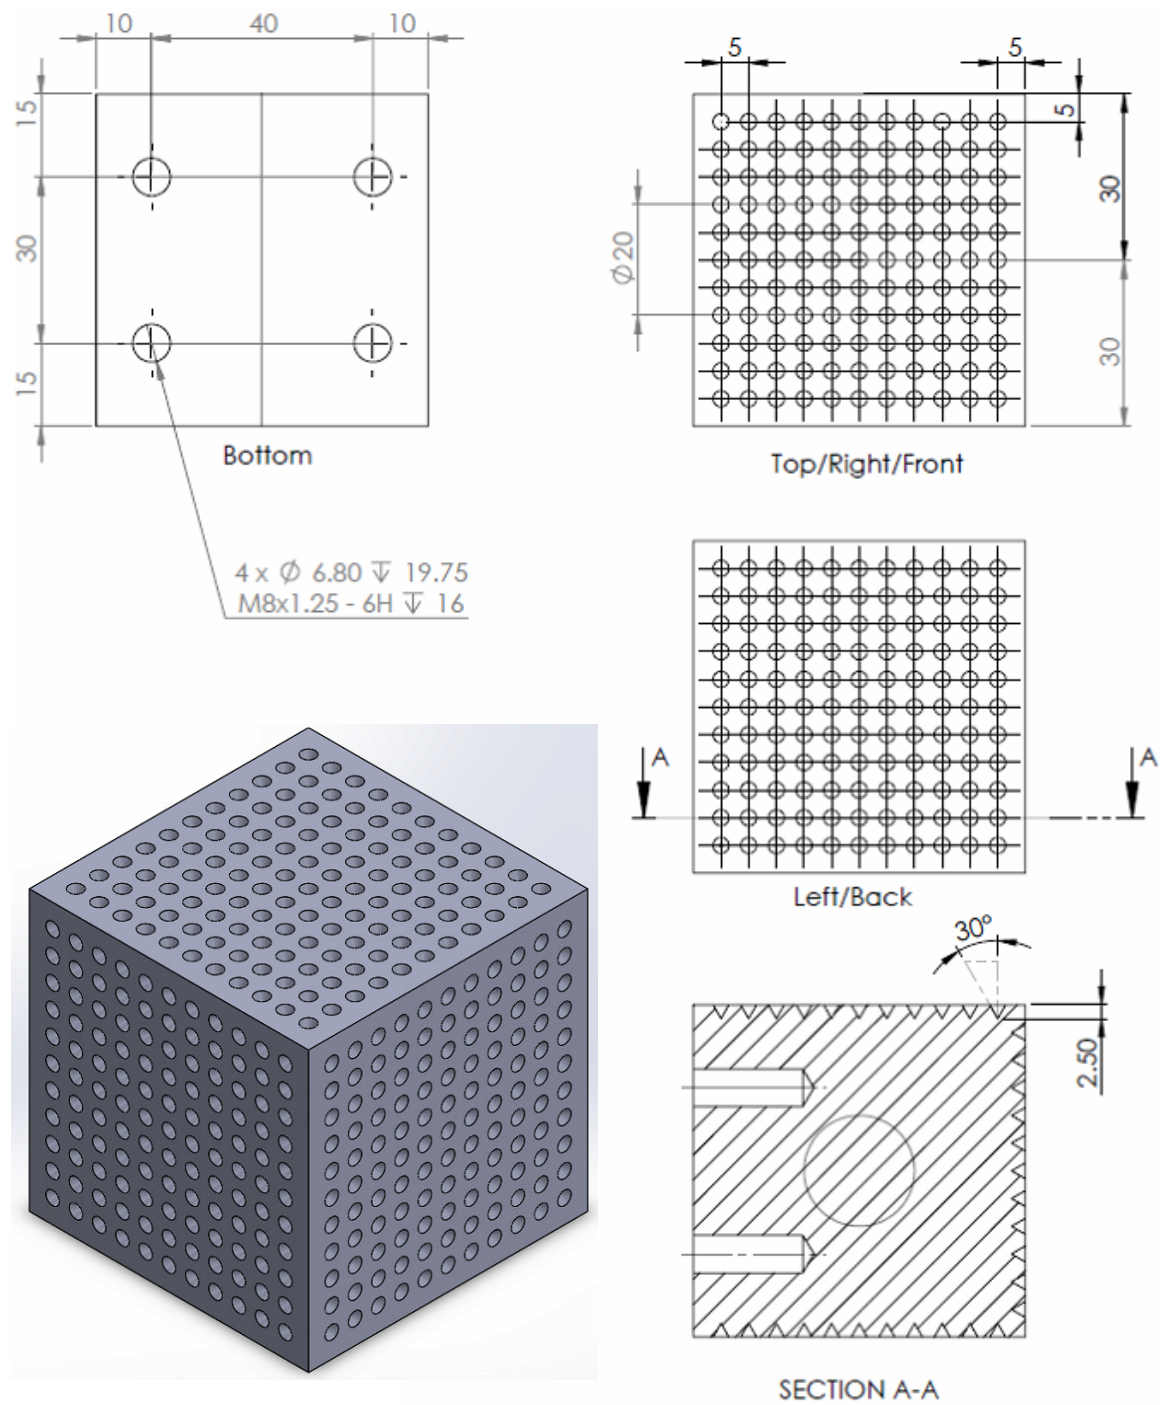 10 40 10
15
30
15
Bottom
4 x Ø 6.80 ↧ 19.75
M8x1.25 - 6H ↧ 16
5 5
5
30
Ø20
30
Top/Right/Front
A A
Left/Back
30°
2.50
SECTION A-A